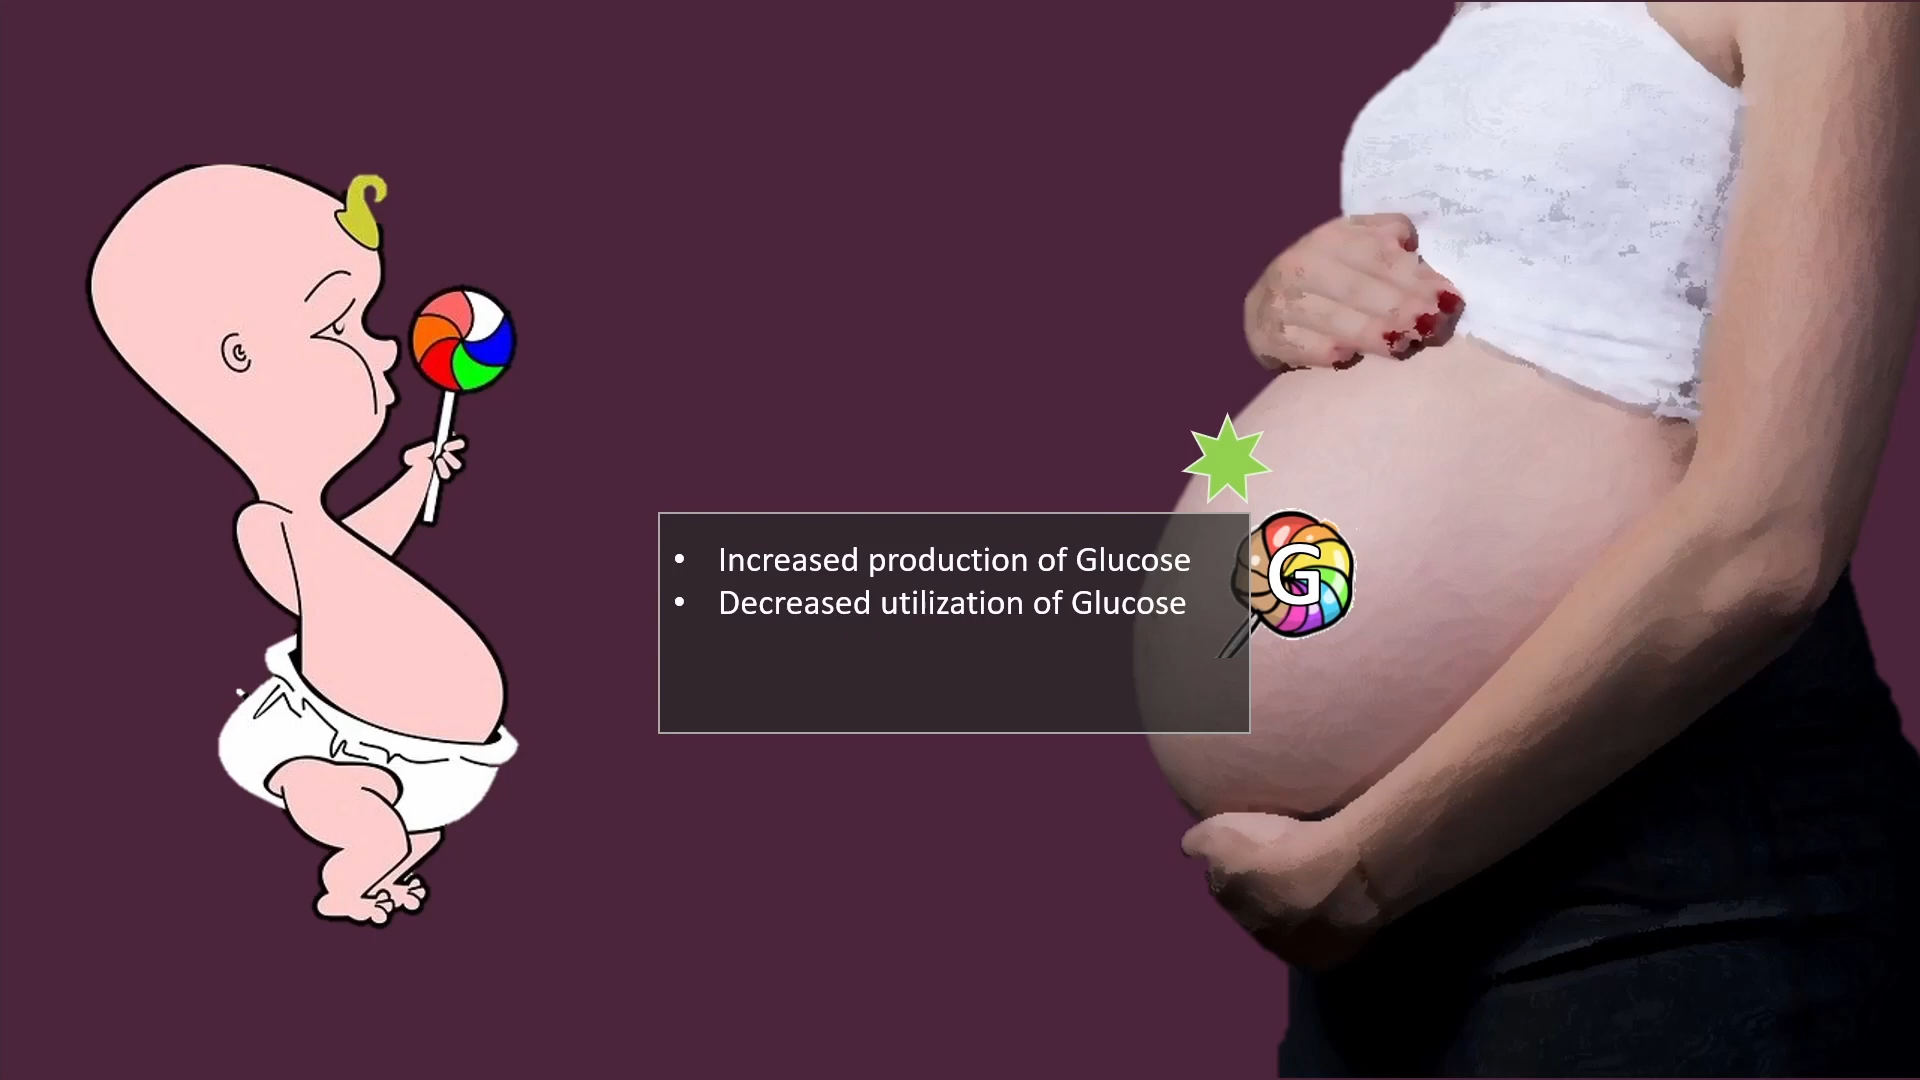 • Increased production of Glucose
• Decreased utilization of Glucose
G